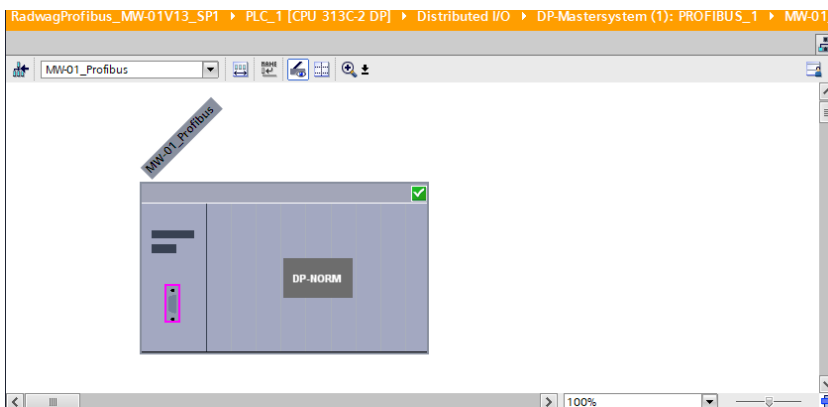 RadwagProfibus_MW-01V13_SP1 ▸ PLC_1 [CPU 313C-2 DP] ▸ Distributed I/O ▸ DP-Mastersystem (1): PROFIBUS_1 ▸ MW-01
MW-01_Profibus
MW-01_Profibus
DP-NORM
100%